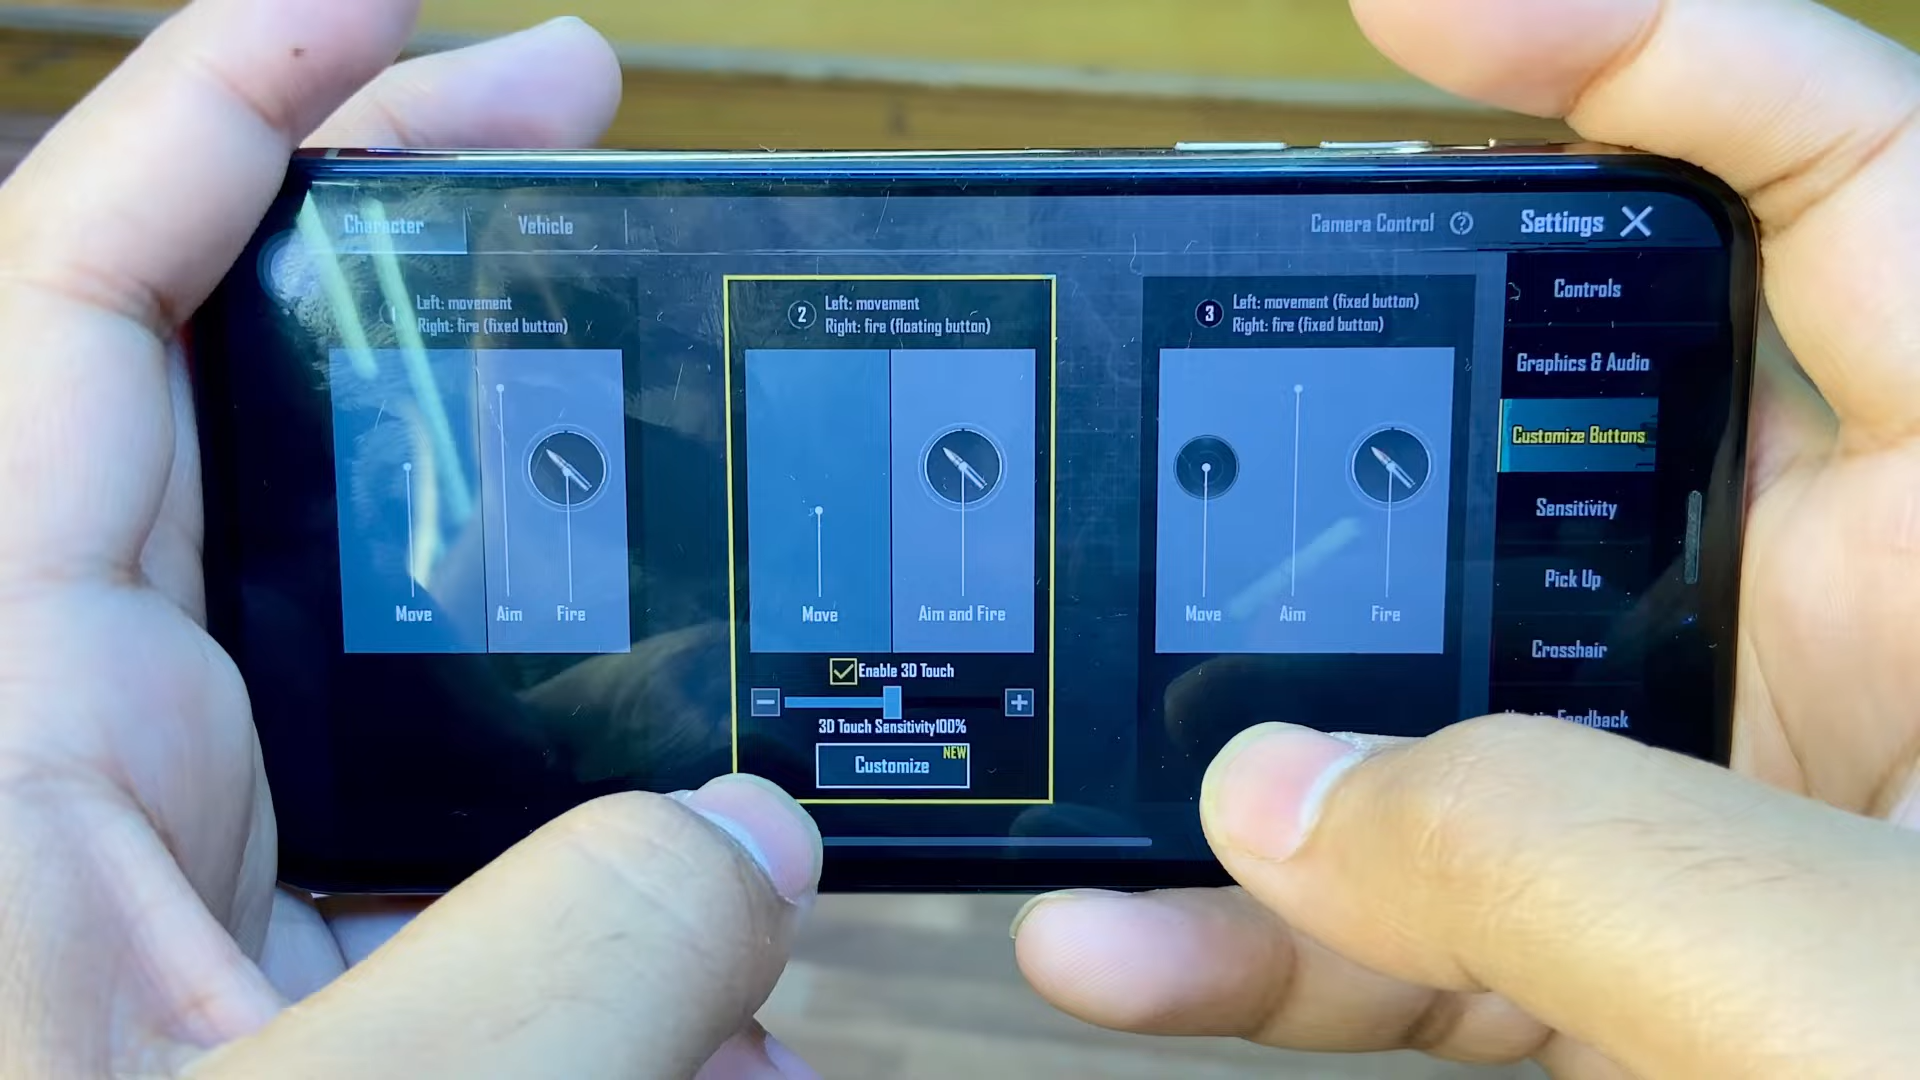 Character
Vehicle
Camera Control ?
Settings X
1
Left: movement
Right: fire (fixed button)
Move
Aim
Fire
2
Left: movement
Right: fire (floating button)
Move
Aim and Fire
Enable 3D Touch
3D Touch Sensitivity100%
Customize
NEW
3
Left: movement (fixed button)
Right: fire (fixed button)
Move
Aim
Fire
Controls
Graphics & Audio
Customize Buttons
Sensitivity
Pick Up
Crosshair
Feedback